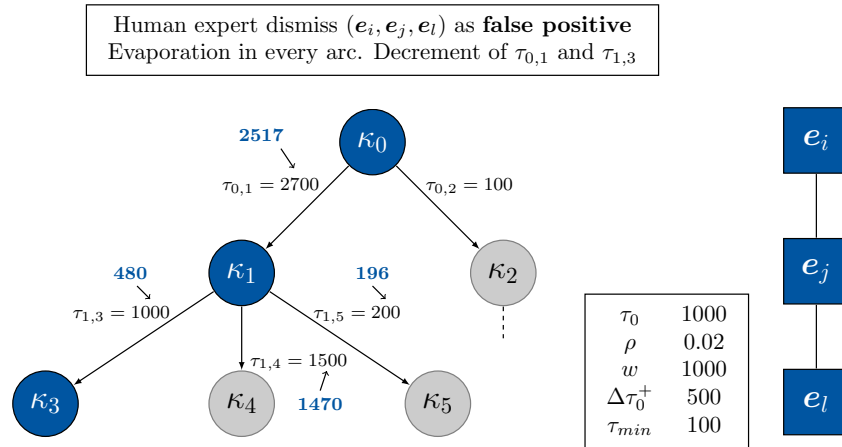 Human expert dismiss (e_i, e_j, e_l) as false positive
Evaporation in every arc. Decrement of τ_{0,1} and τ_{1,3}
κ_0
e_i
2517
τ_{0,1} = 2700
τ_{0,2} = 100
κ_1
κ_2
e_j
480
196
τ_{1,3} = 1000
τ_{1,5} = 200
τ_{1,4} = 1500
1470
κ_3
κ_4
κ_5
e_l
τ_0 1000
ρ 0.02
w 1000
Δτ_0^+ 500
τ_{min} 100